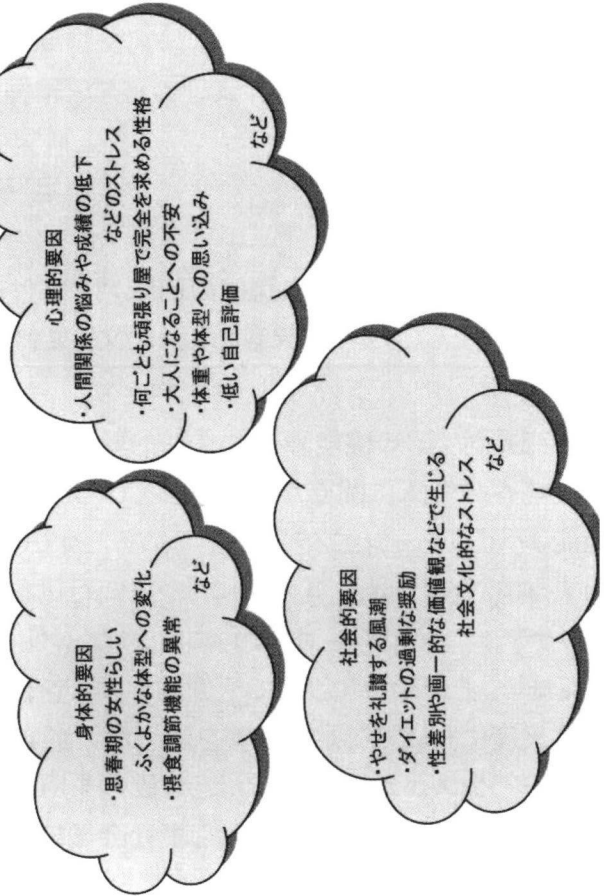 身体的要因
・思春期の女性らしい
ふくよかな体型への変化
・摂食調節機能の異常
など
心理的要因
・人間関係の悩みや成績の低下
などのストレス
・何ごとも頑張り屋で完全を求める性格
・大人になることへの不安
・体重や体型への思い込み
・低い自己評価
など
社会的要因
・やせを礼讃する風潮
・ダイエットの過剰な奨励
・性差別や画一的な価値観などで生じる
社会文化的なストレス
など